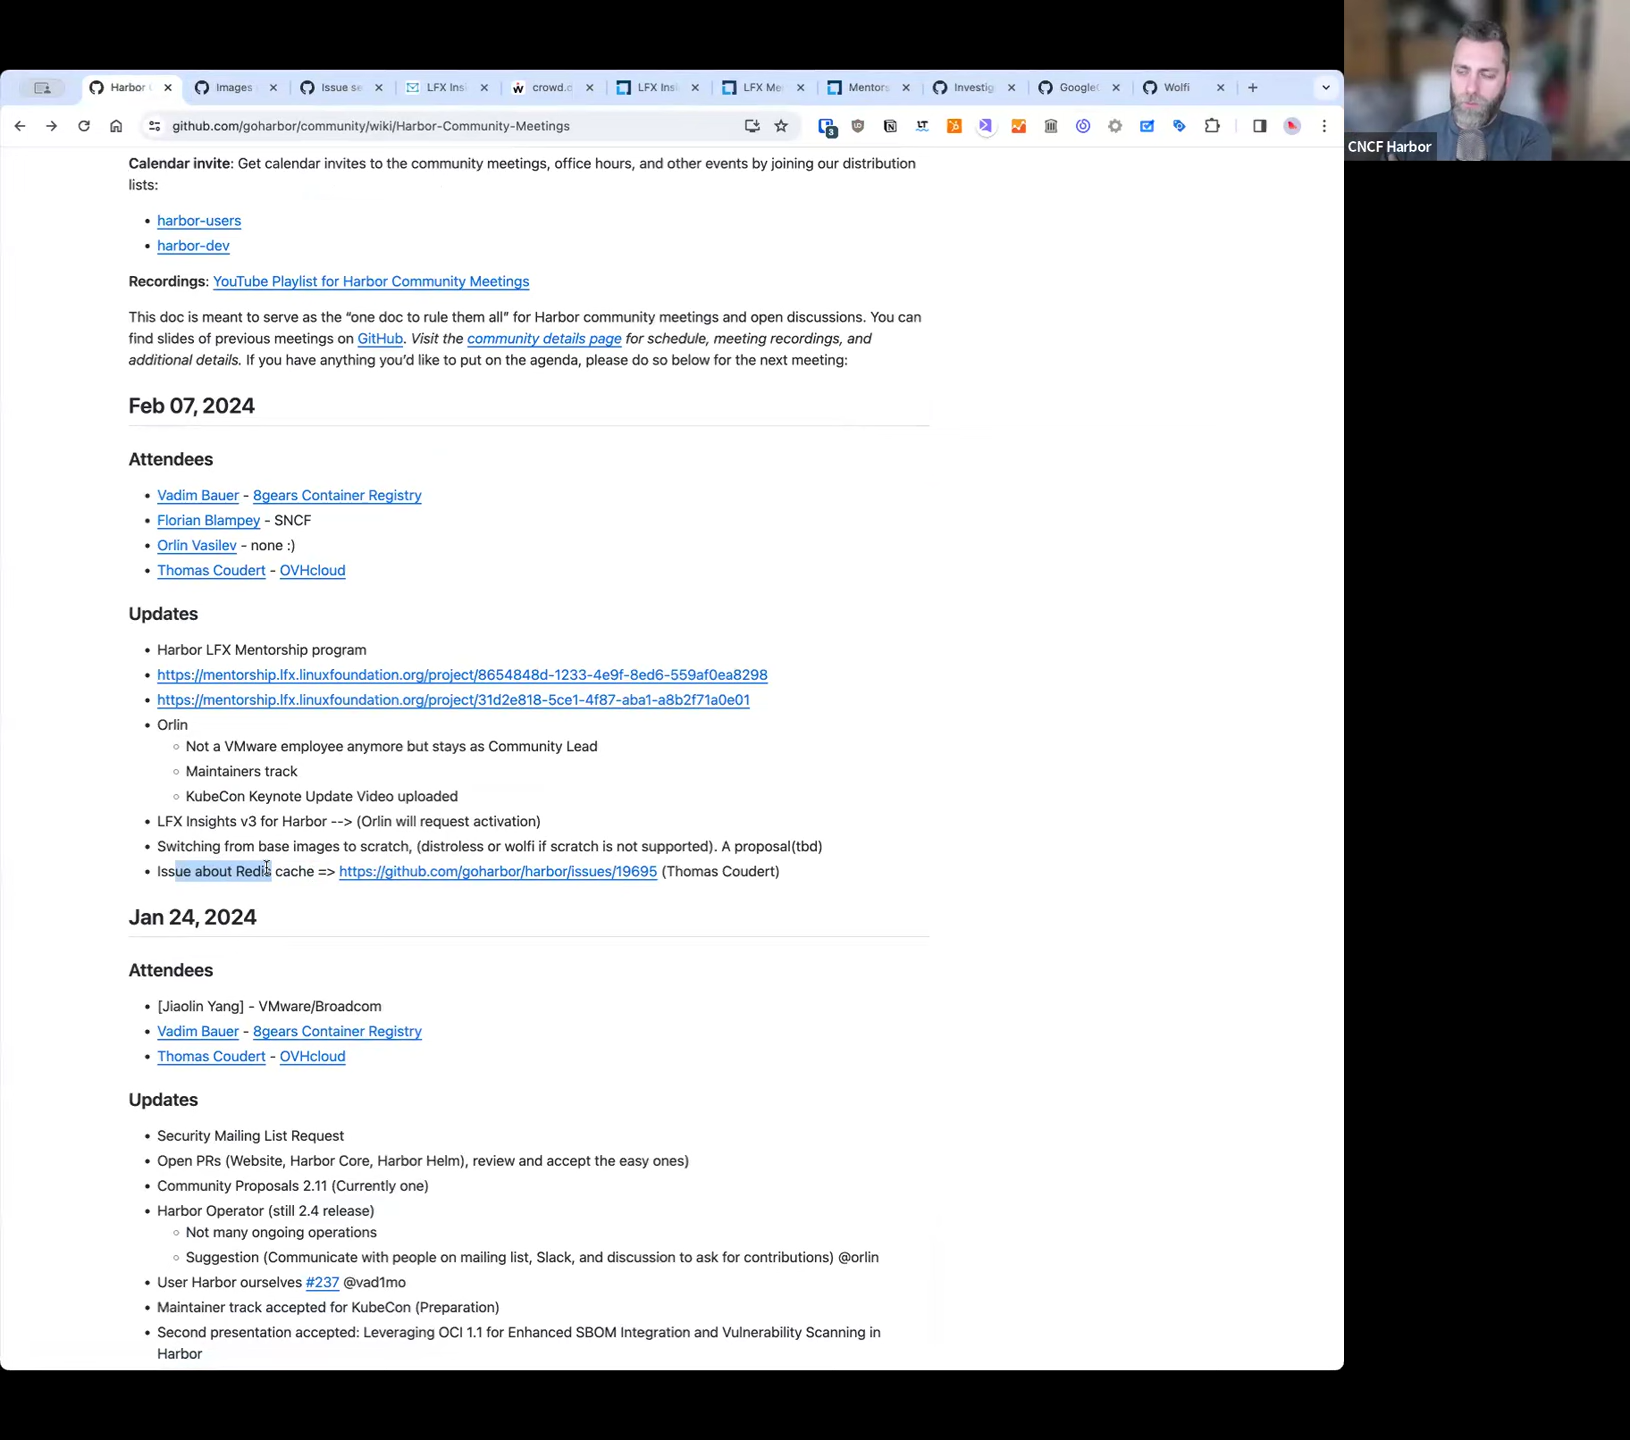 Harbor
Images
Issue se
LFX Ins
crowd.d
LFX Ins
LFX Me
Mentors
Investig
Google
Wolfi
github.com/goharbor/community/wiki/Harbor-Community-Meetings
3
CNCF Harbor
Calendar invite: Get calendar invites to the community meetings, office hours, and other events by joining our distribution
lists:
• harbor-users
• harbor-dev
Recordings: YouTube Playlist for Harbor Community Meetings
This doc is meant to serve as the “one doc to rule them all” for Harbor community meetings and open discussions. You can
find slides of previous meetings on GitHub. Visit the community details page for schedule, meeting recordings, and
additional details. If you have anything you’d like to put on the agenda, please do so below for the next meeting:
Feb 07, 2024
Attendees
• Vadim Bauer - 8gears Container Registry
• Florian Blampey - SNCF
• Orlin Vasilev - none :)
• Thomas Coudert - OVHcloud
Updates
• Harbor LFX Mentorship program
• https://mentorship.lfx.linuxfoundation.org/project/8654848d-1233-4e9f-8ed6-559af0ea8298
• https://mentorship.lfx.linuxfoundation.org/project/31d2e818-5ce1-4f87-aba1-a8b2f71a0e01
• Orlin
◦ Not a VMware employee anymore but stays as Community Lead
◦ Maintainers track
◦ KubeCon Keynote Update Video uploaded
• LFX Insights v3 for Harbor --> (Orlin will request activation)
• Switching from base images to scratch, (distroless or wolfi if scratch is not supported). A proposal(tbd)
• Issue about Redis cache => https://github.com/goharbor/harbor/issues/19695 (Thomas Coudert)
Jan 24, 2024
Attendees
• [Jiaolin Yang] - VMware/Broadcom
• Vadim Bauer - 8gears Container Registry
• Thomas Coudert - OVHcloud
Updates
• Security Mailing List Request
• Open PRs (Website, Harbor Core, Harbor Helm), review and accept the easy ones)
• Community Proposals 2.11 (Currently one)
• Harbor Operator (still 2.4 release)
◦ Not many ongoing operations
◦ Suggestion (Communicate with people on mailing list, Slack, and discussion to ask for contributions) @orlin
• User Harbor ourselves #237 @vad1mo
• Maintainer track accepted for KubeCon (Preparation)
• Second presentation accepted: Leveraging OCI 1.1 for Enhanced SBOM Integration and Vulnerability Scanning in
Harbor